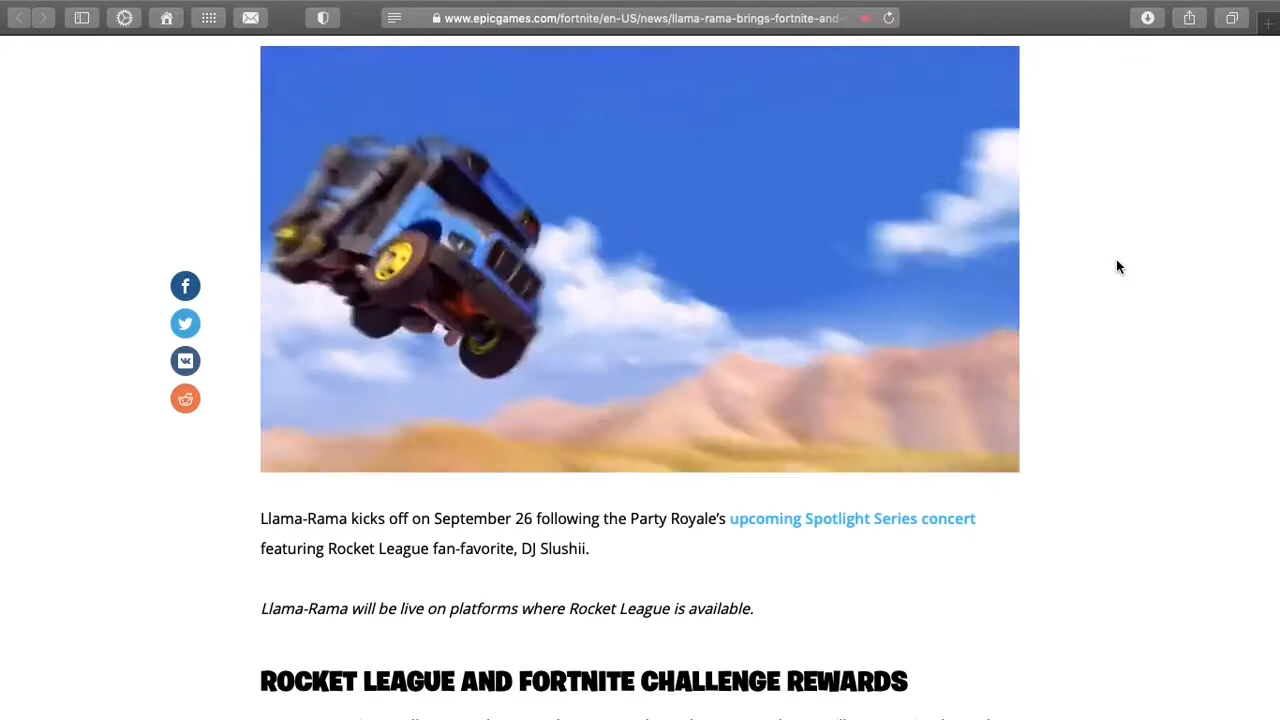 www.epicgames.com/fortnite/en-US/news/llama-rama-brings-fortnite-and-
Llama-Rama kicks off on September 26 following the Party Royale’s upcoming Spotlight Series concert
featuring Rocket League fan-favorite, DJ Slushii.
Llama-Rama will be live on platforms where Rocket League is available.
ROCKET LEAGUE AND FORTNITE CHALLENGE REWARDS